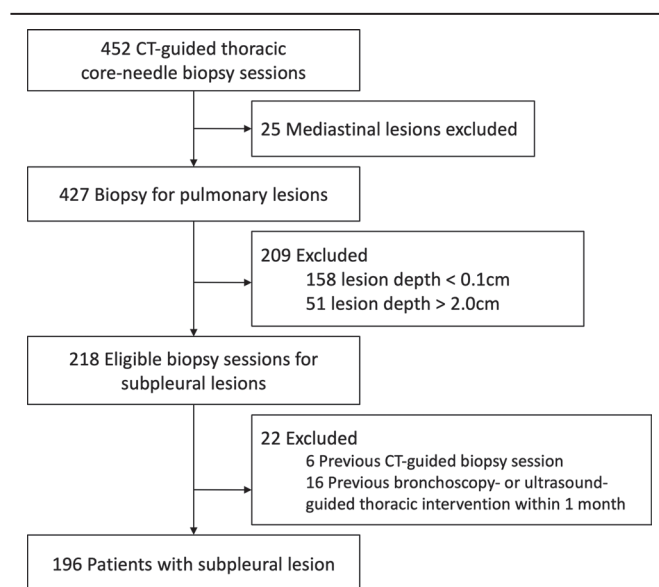 452 CT-guided thoracic
core-needle biopsy sessions
25 Mediastinal lesions excluded
427 Biopsy for pulmonary lesions
209 Excluded
158 lesion depth < 0.1cm
51 lesion depth > 2.0cm
218 Eligible biopsy sessions for
subpleural lesions
22 Excluded
6 Previous CT-guided biopsy session
16 Previous bronchoscopy- or ultrasound-
guided thoracic intervention within 1 month
196 Patients with subpleural lesion